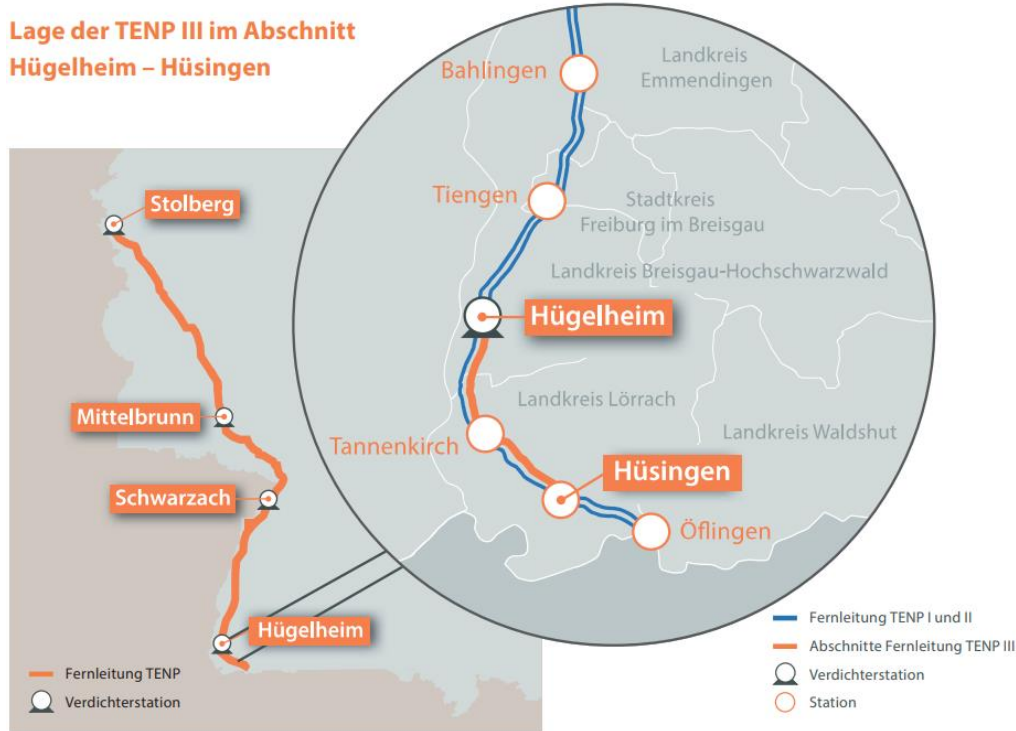 Lage der TENP III im Abschnitt
Hügelheim – Hüsingen
Stolberg
Mittelbrunn
Schwarzach
Hügelheim
Fernleitung TENP
Verdichterstation
Bahlingen
Landkreis
Emmendingen
Tiengen
Stadtkreis
Freiburg im Breisgau
Landkreis Breisgau-Hochschwarzwald
Hügelheim
Landkreis Lörrach
Tannenkirch
Landkreis Waldshut
Hüsingen
Öflingen
Fernleitung TENP I und II
Abschnitte Fernleitung TENP III
Verdichterstation
Station